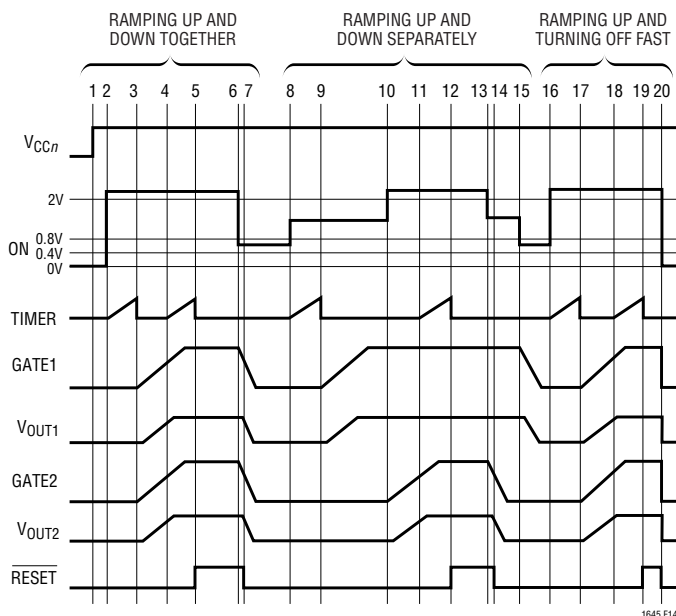 RAMPING UP AND
DOWN TOGETHER
RAMPING UP AND
DOWN SEPARATELY
RAMPING UP AND
TURNING OFF FAST
1 2 3 4 5 6 7 8 9 10 11 12 13 14 15 16 17 18 19 20
VCCn
2V
ON
0.8V
0.4V
0V
TIMER
GATE1
VOUT1
GATE2
VOUT2
RESET
1645 F14